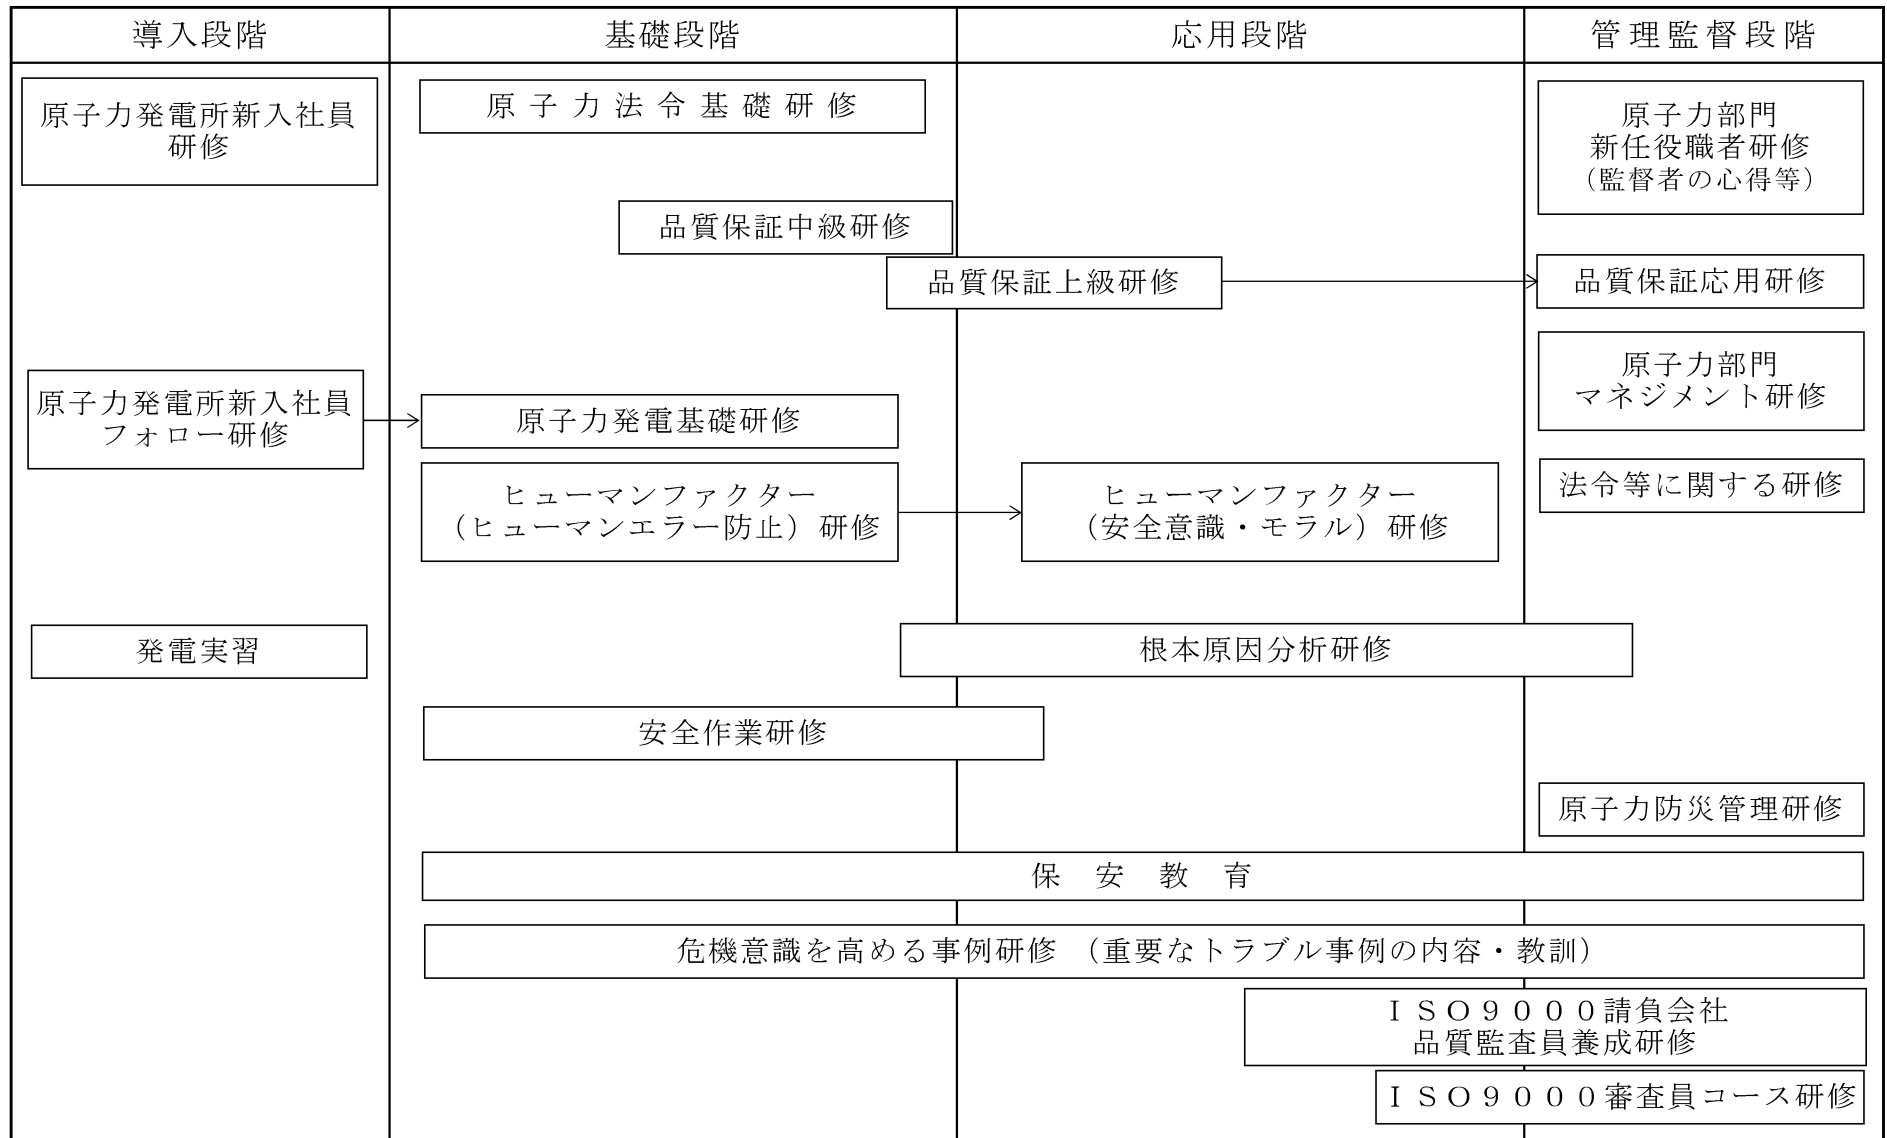 導入段階
基礎段階
応用段階
管理監督段階
原子力発電所新入社員
研修
原子力法令基礎研修
原子力部門
新任役職者研修
（監督者の心得等）
品質保証中級研修
品質保証上級研修
品質保証応用研修
原子力部門
マネジメント研修
原子力発電所新入社員
フォロー研修
原子力発電基礎研修
ヒューマンファクター
（ヒューマンエラー防止）研修
ヒューマンファクター
（安全意識・モラル）研修
法令等に関する研修
発電実習
根本原因分析研修
安全作業研修
原子力防災管理研修
保　安　教　育
危機意識を高める事例研修　（重要なトラブル事例の内容・教訓）
ＩＳＯ９０００請負会社
品質監査員養成研修
ＩＳＯ９０００審査員コース研修